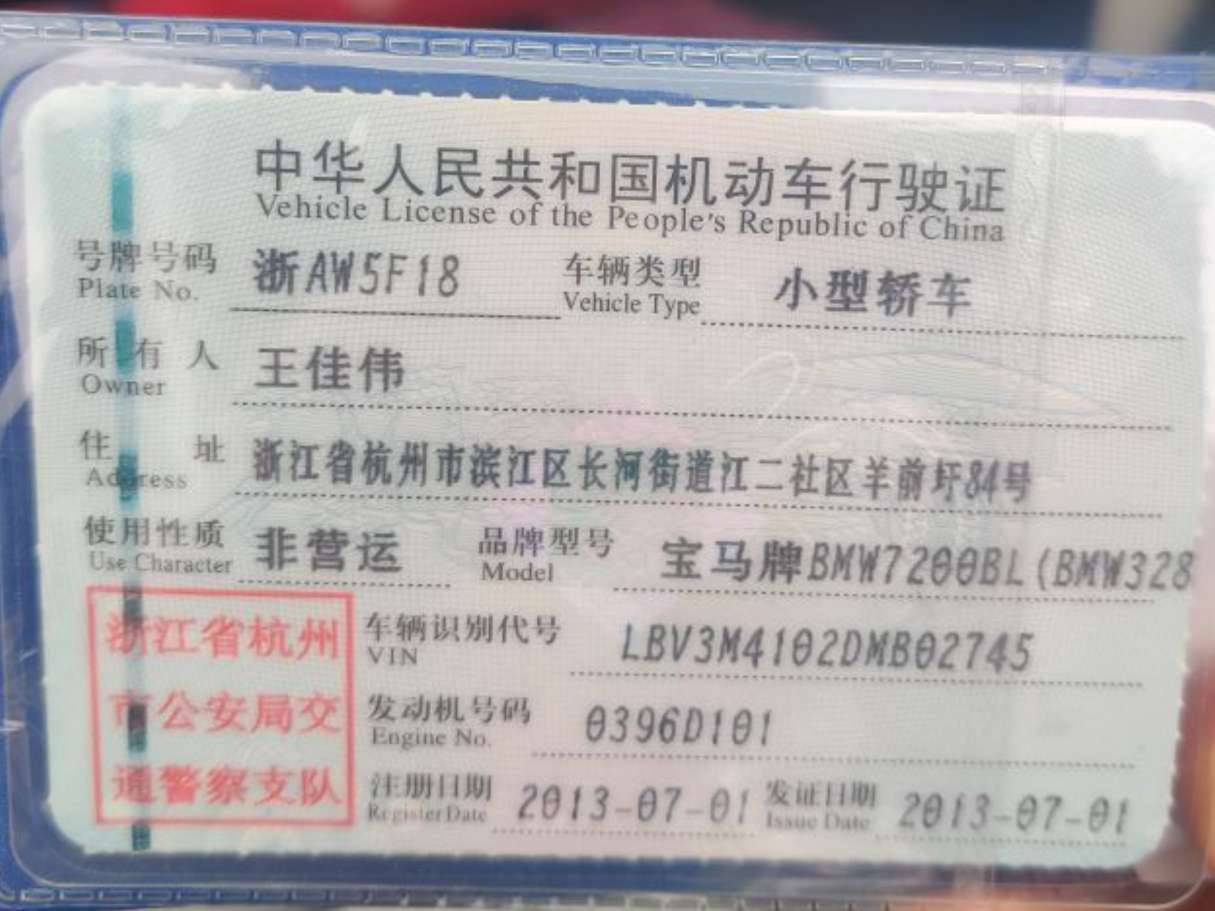 中华人民共和国机动车行驶证
Vehicle License of the People's Republic of China
号牌号码 浙AW5F18 车辆类型 小型轿车
Plate No. Vehicle Type
所有人 王佳伟
Owner
住址 浙江省杭州市滨江区长河街道江二社区羊前圩84号
Address
使用性质 非营运 品牌型号 宝马牌BMW7200BL(BMW328
Use Character Model
浙江省杭州 车辆识别代号 LBV3M4102DMB02745
VIN
市公安局交 发动机号码 0396D101
Engine No.
通警察支队 注册日期 2013-07-01 发证日期 2013-07-01
Register Date Issue Date